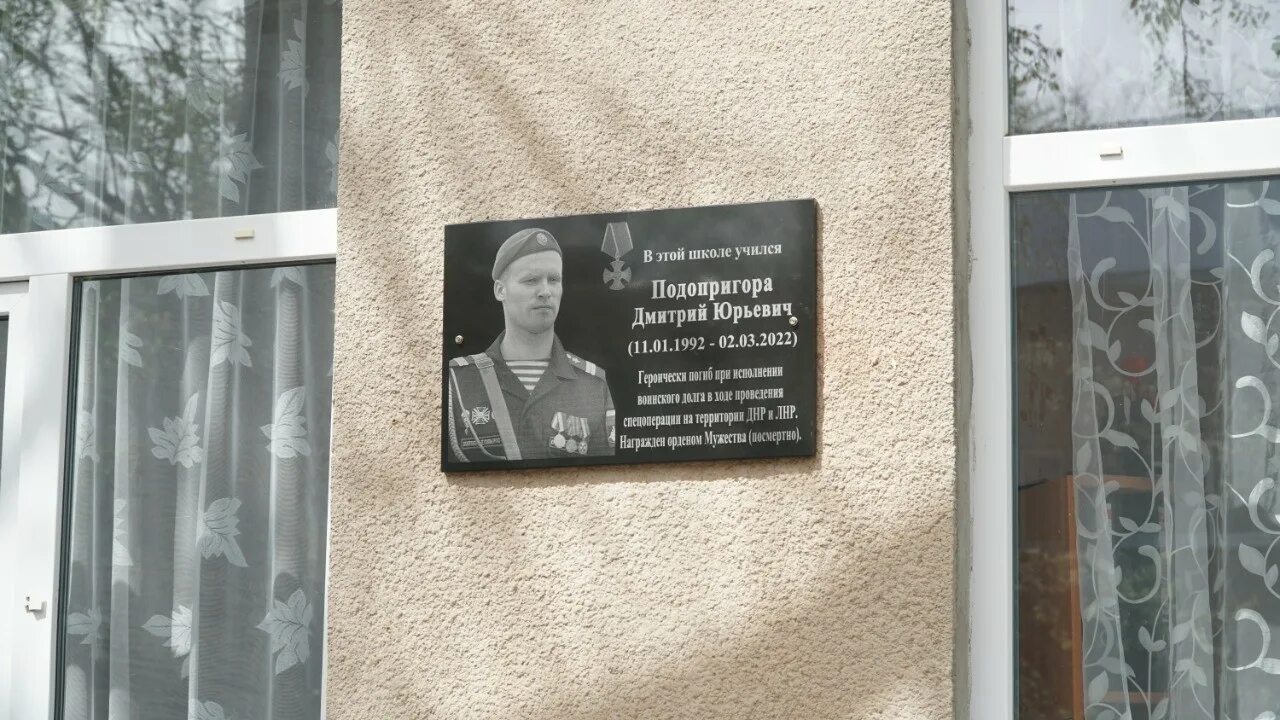 В этой школе учился
Подопригора
Дмитрий Юрьевич
(11.01.1992 - 02.03.2022)
Героически погиб при исполнении
воинского долга в ходе проведения
спецоперации на территории ДНР и ЛНР.
Награжден орденом Мужества (посмертно).